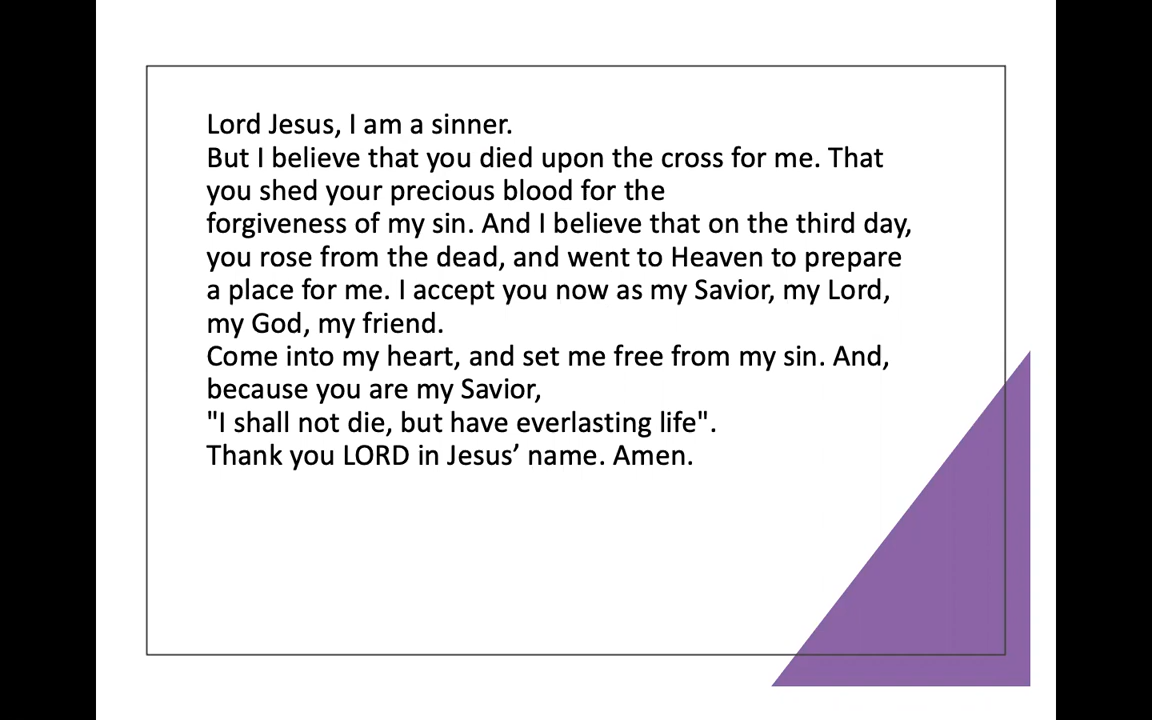 Lord Jesus, I am a sinner.
But I believe that you died upon the cross for me. That
you shed your precious blood for the
forgiveness of my sin. And I believe that on the third day,
you rose from the dead, and went to Heaven to prepare
a place for me. I accept you now as my Savior, my Lord,
my God, my friend.
Come into my heart, and set me free from my sin. And,
because you are my Savior,
"I shall not die, but have everlasting life".
Thank you LORD in Jesus’ name. Amen.